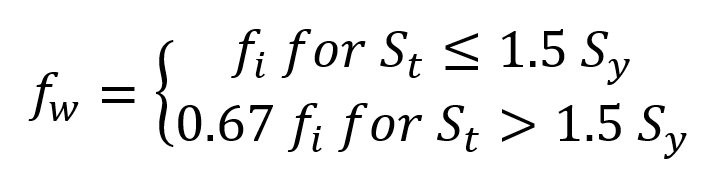 f_w = { f_i for S_t ≤ 1.5 S_y
0.67 f_i for S_t > 1.5 S_y